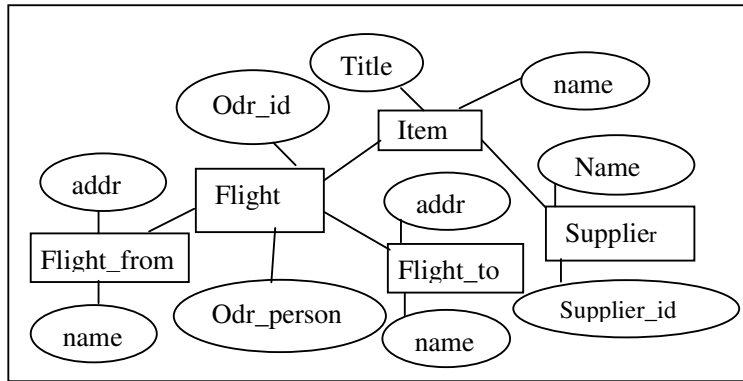 Title
name
Odr_id
Item
Name
addr
Flight
addr
Supplier
Flight_from
Flight_to
Odr_person
Supplier_id
name
name